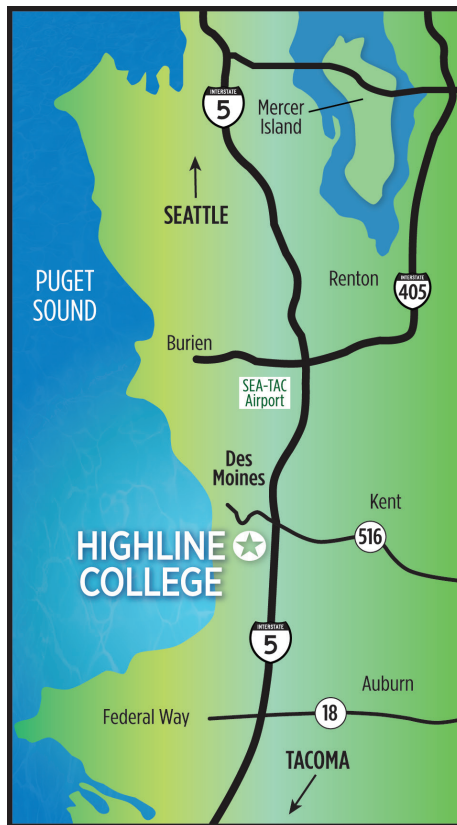 INTERSTATE
5
Mercer
Island
SEATTLE
PUGET
SOUND
Renton
INTERSTATE
405
Burien
SEA-TAC
Airport
Des
Moines
Kent
516
HIGHLINE
COLLEGE
INTERSTATE
5
Auburn
18
Federal Way
TACOMA